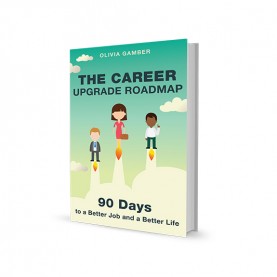 OLIVIA GAMBER
THE CAREER
UPGRADE ROADMAP
90 Days
to a Better Job and a Better Life